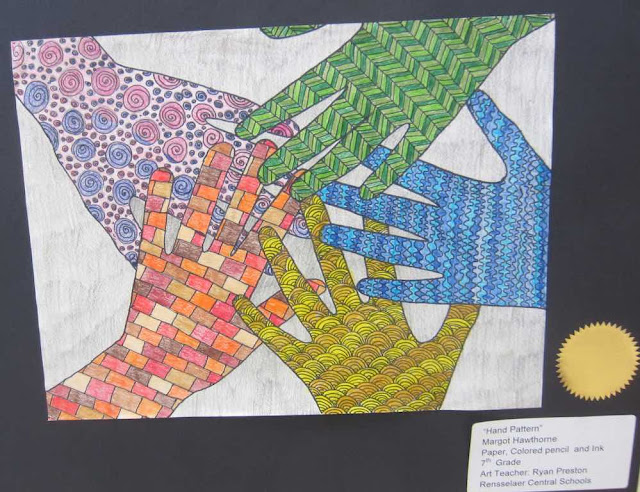 "Hand Pattern"
Margot Hawthorne
Paper, Colored pencil and Ink
7th Grade
Art Teacher: Ryan Preston
Rensselaer Central Schools